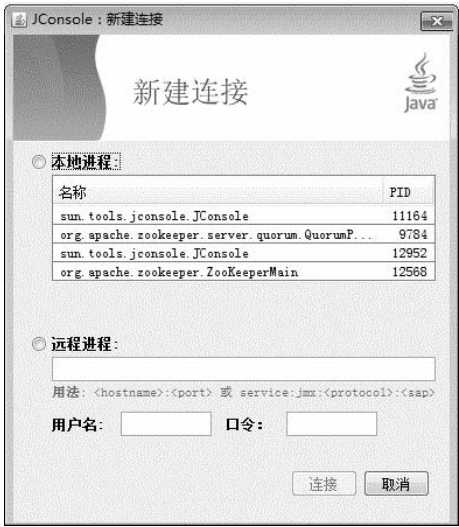 JConsole：新建连接
新建连接
Java
本地进程:
名称 PID
sun.tools.jconsole.JConsole 11164
org.apache.zookeeper.server.quorum.QuorumP... 9784
sun.tools.jconsole.JConsole 12952
org.apache.zookeeper.ZooKeeperMain 12568
远程进程:
用法: <hostname>:<port> 或 service:jmx:<protocol>:<sap>
用户名: 口令:
连接 取消